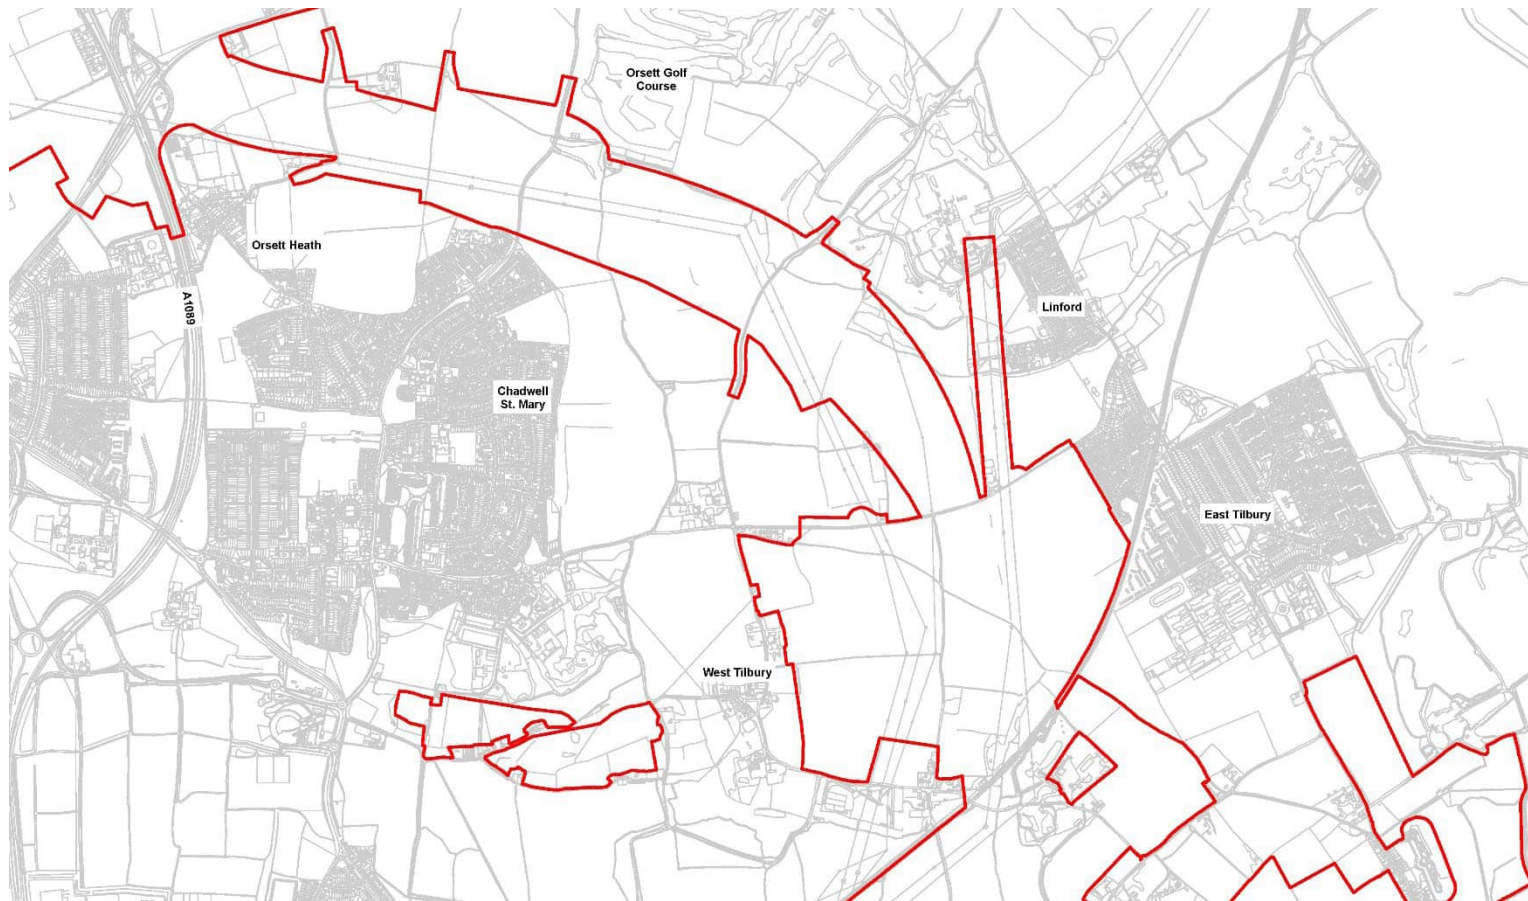 Orsett Golf
Course
Orsett Heath
A1089
Linford
Chadwell
St. Mary
East Tilbury
West Tilbury